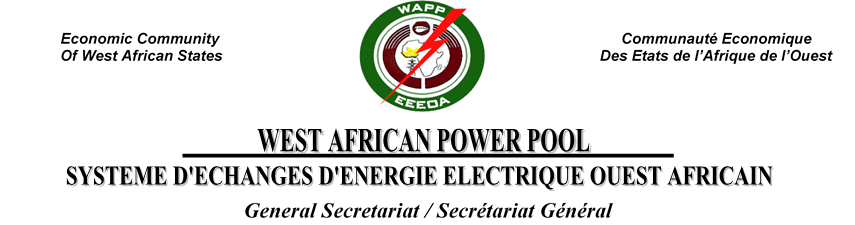 Economic Community
Of West African States
WAPP
EEEOA
Communauté Economique
Des Etats de l'Afrique de l'Ouest
WEST AFRICAN POWER POOL
SYSTEME D'ECHANGES D'ENERGIE ELECTRIQUE OUEST AFRICAIN
General Secretariat / Secrétariat Général